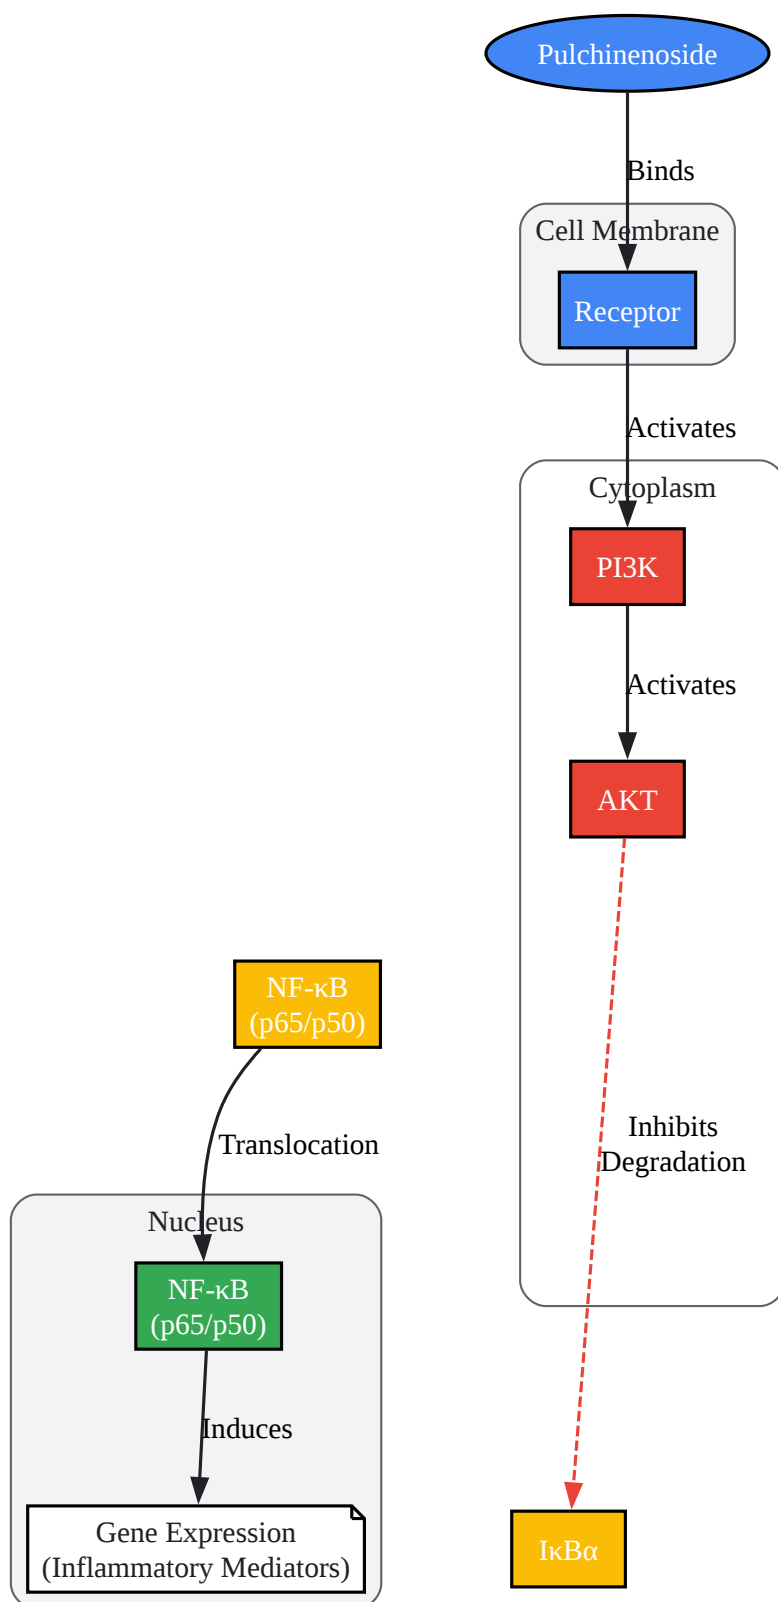 Pulchinenoside
Binds
Cell Membrane
Receptor
Activates
Cytoplasm
PI3K
Activates
AKT
NF-κB
(p65/p50)
Inhibits
Degradation
Translocation
Nucleus
NF-κB
(p65/p50)
Induces
Gene Expression
(Inflammatory Mediators)
IκBα